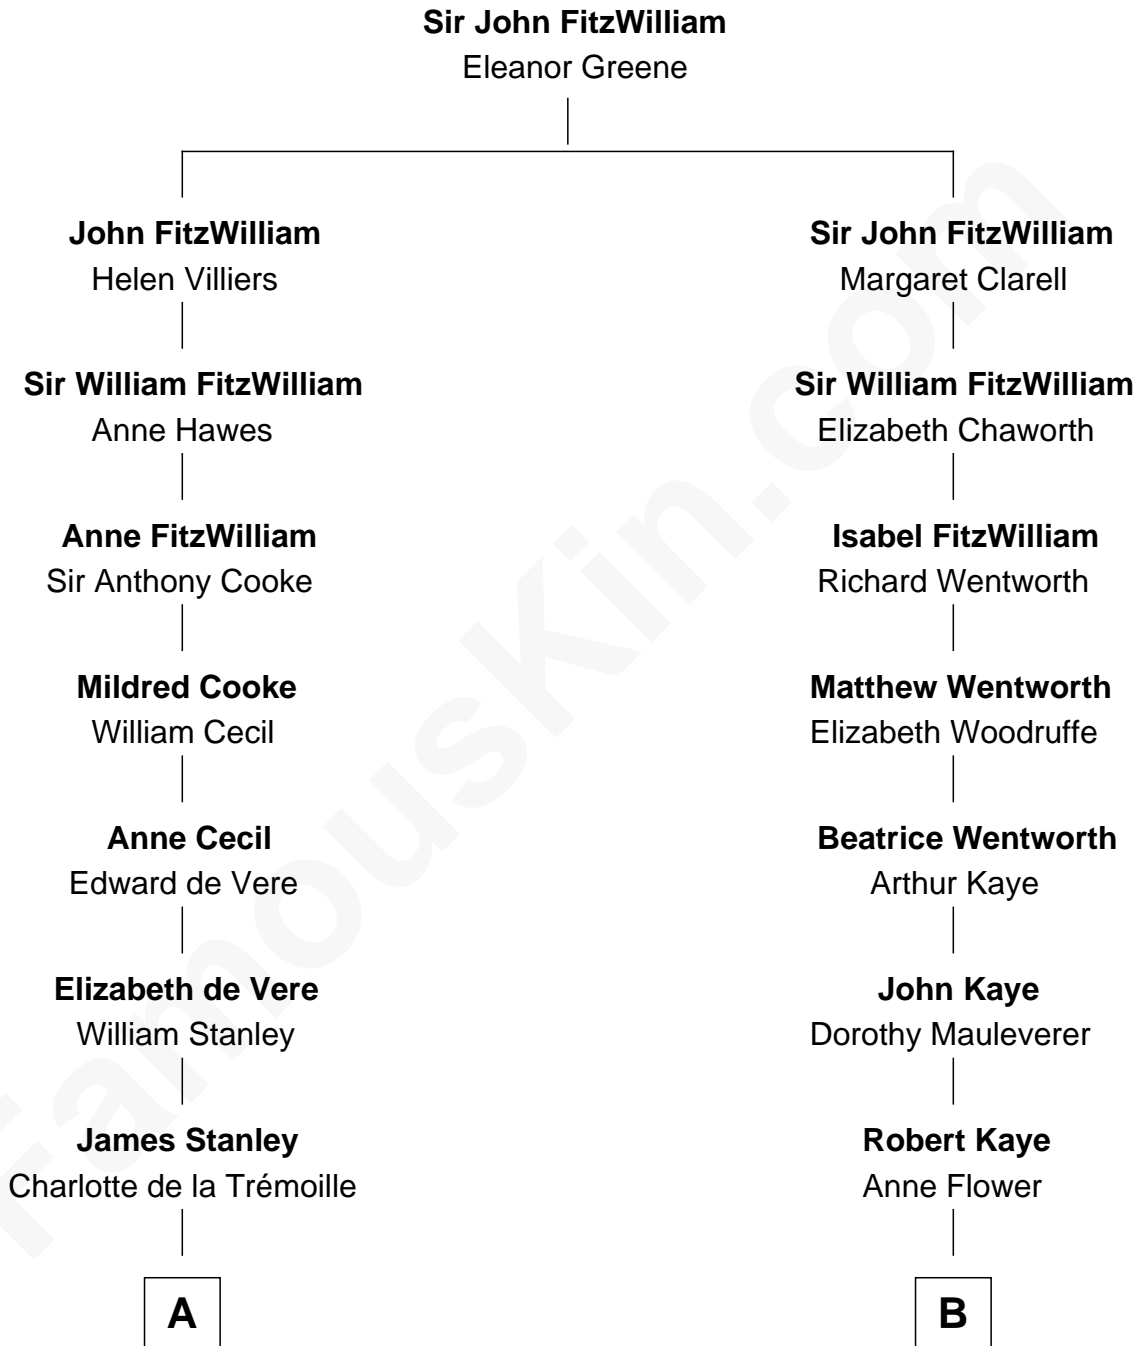 Sir John FitzWilliam
Eleanor Greene
John FitzWilliam
Helen Villiers
Sir William FitzWilliam
Anne Hawes
Anne FitzWilliam
Sir Anthony Cooke
Mildred Cooke
William Cecil
Anne Cecil
Edward de Vere
Elizabeth de Vere
William Stanley
James Stanley
Charlotte de la Trémoille
A
Sir John FitzWilliam
Margaret Clarell
Sir William FitzWilliam
Elizabeth Chaworth
Isabel FitzWilliam
Richard Wentworth
Matthew Wentworth
Elizabeth Woodruffe
Beatrice Wentworth
Arthur Kaye
John Kaye
Dorothy Mauleverer
Robert Kaye
Anne Flower
B
FamousKin.com